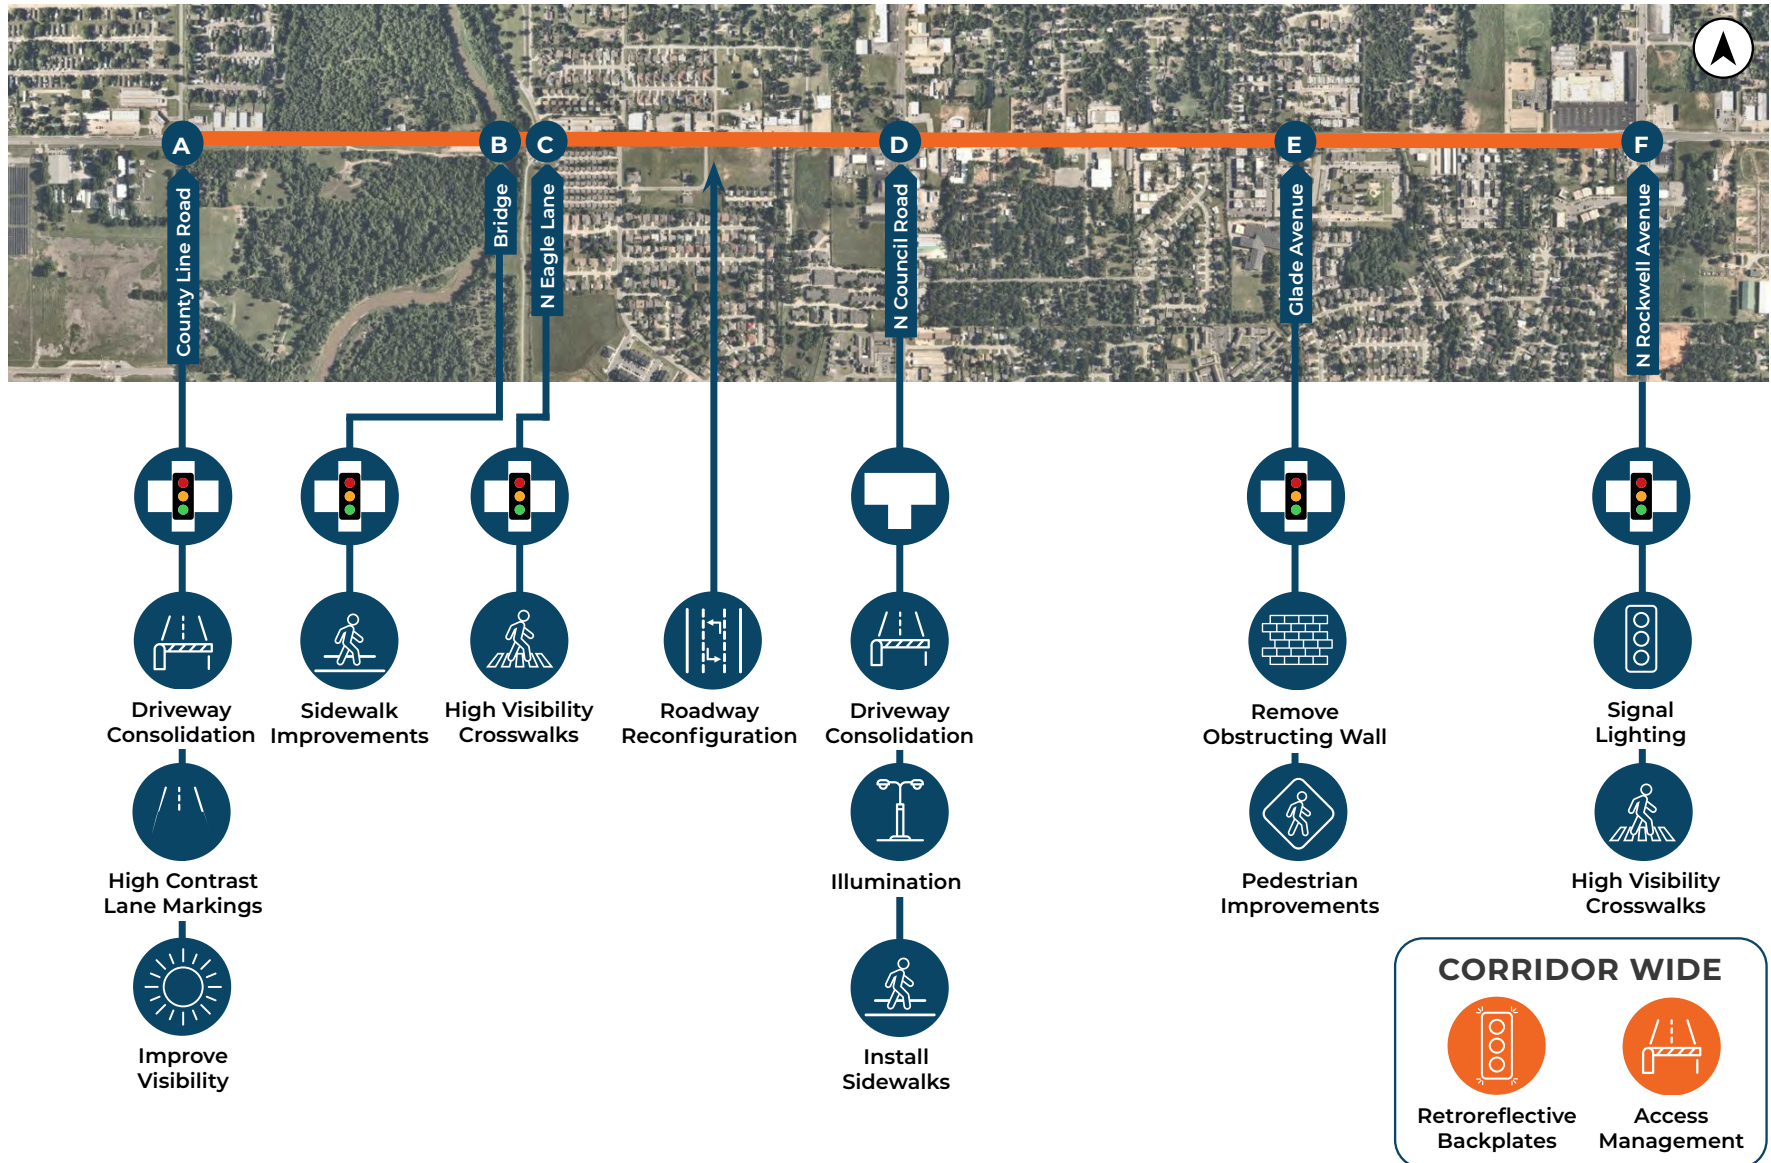 A
B
C
D
E
F
County Line Road
Bridge
N Eagle Lane
N Council Road
Glade Avenue
N Rockwell Avenue
Driveway
Consolidation
High Contrast
Lane Markings
Improve
Visibility
Sidewalk
Improvements
High Visibility
Crosswalks
Roadway
Reconfiguration
Driveway
Consolidation
Illumination
Install
Sidewalks
Remove
Obstructing Wall
Pedestrian
Improvements
Signal
Lighting
High Visibility
Crosswalks
CORRIDOR WIDE
Retroreflective
Backplates
Access
Management